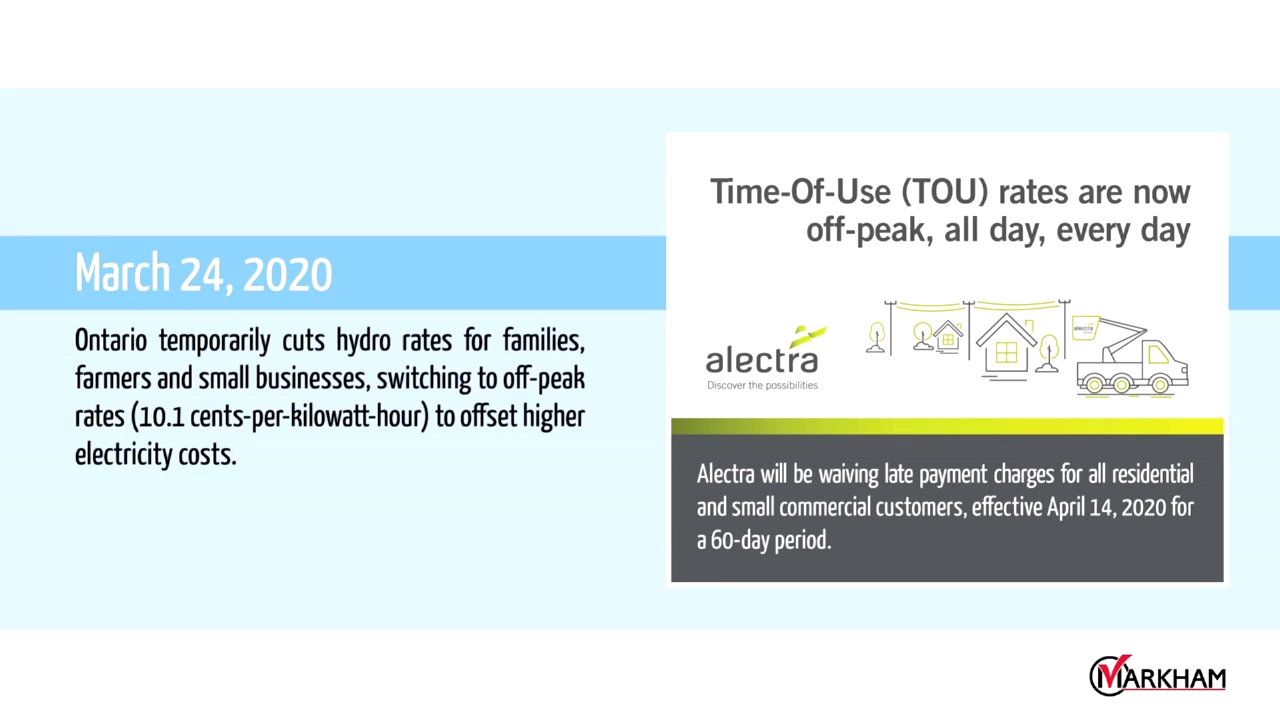 March 24, 2020
Ontario temporarily cuts hydro rates for families,
farmers and small businesses, switching to off-peak
rates (10.1 cents-per-kilowatt-hour) to offset higher
electricity costs.
Time-Of-Use (TOU) rates are now
off-peak, all day, every day
alectra
Discover the possibilities
alectra
Alectra will be waiving late payment charges for all residential
and small commercial customers, effective April 14, 2020 for
a 60-day period.
MARKHAM